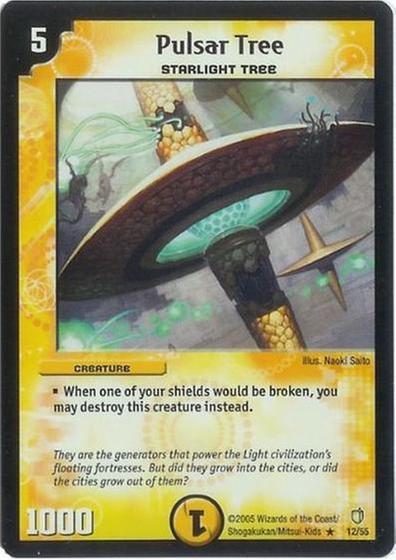 5
Pulsar Tree
STARLIGHT TREE
illus. Naoki Saito
CREATURE
▪ When one of your shields would be broken, you
may destroy this creature instead.
They are the generators that power the Light civilization's
floating fortresses. But did they grow into the cities, or did
the cities grow out of them?
1000
1
©2005 Wizards of the Coast/
Shogakukan/Mitsui-Kids ★ 12/55